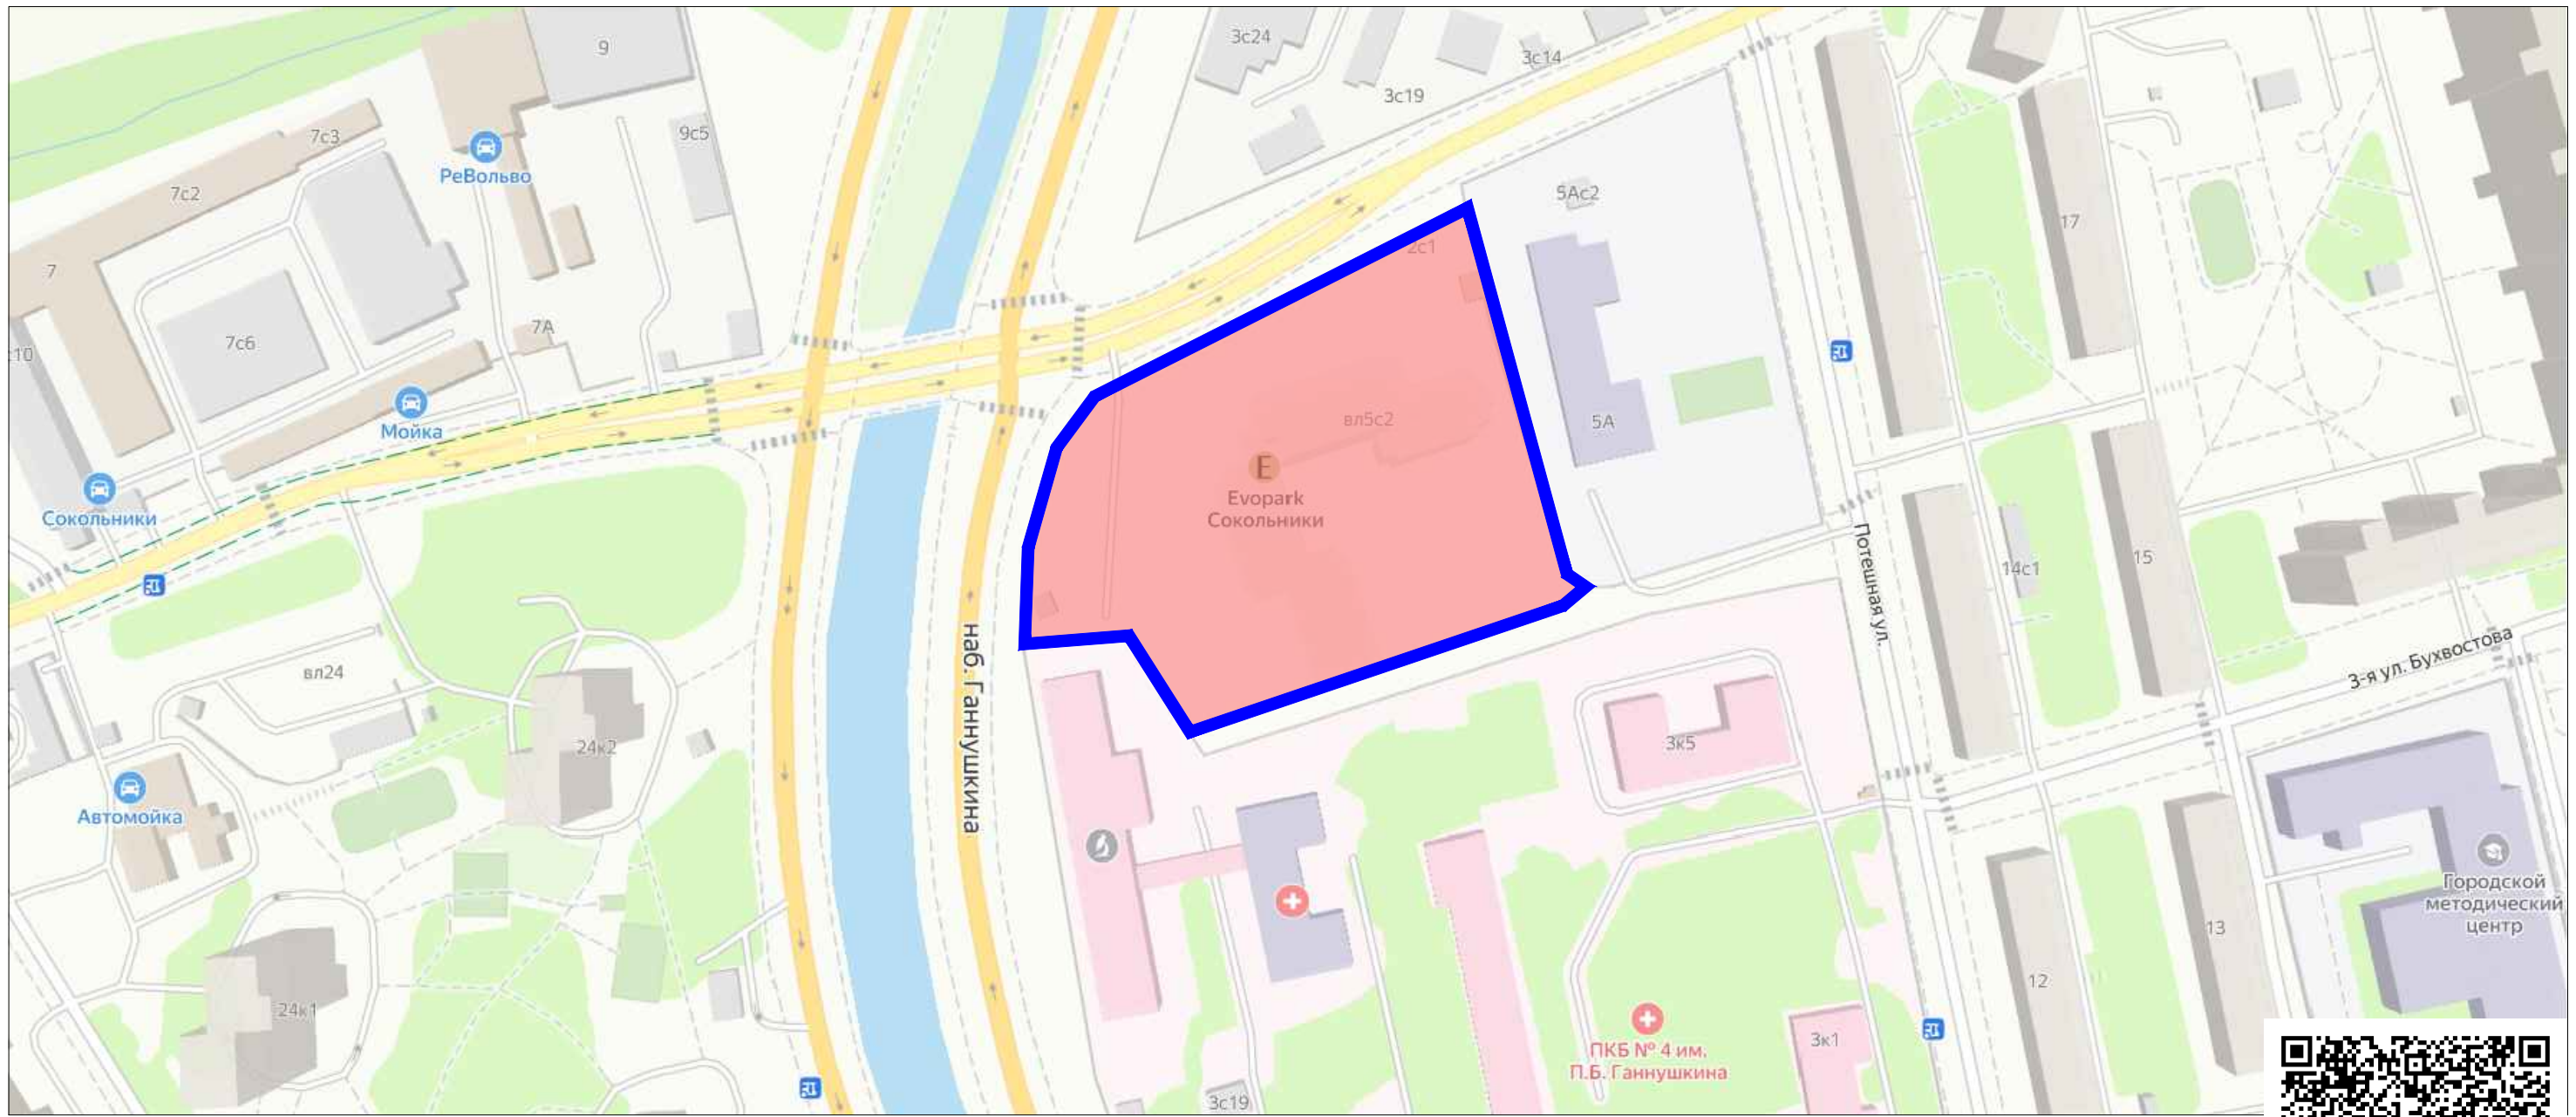 9
3с24
3с14
3с19
7с3
9с5
РеВольво
7с2
5Ас2
17
2с1
7
7А
7с6
с10
вл5с2
5А
Мойка
E
Evopark
Сокольники
Сокольники
Потешная ул.
14с1
15
наб. Ганнушкина
3-я ул. Бухвостова
вл24
24к2
3к5
Автомойка
Городской
методический
центр
13
12
24к1
ПКБ № 4 им.
П.Б. Ганнушкина
3к1
3с19